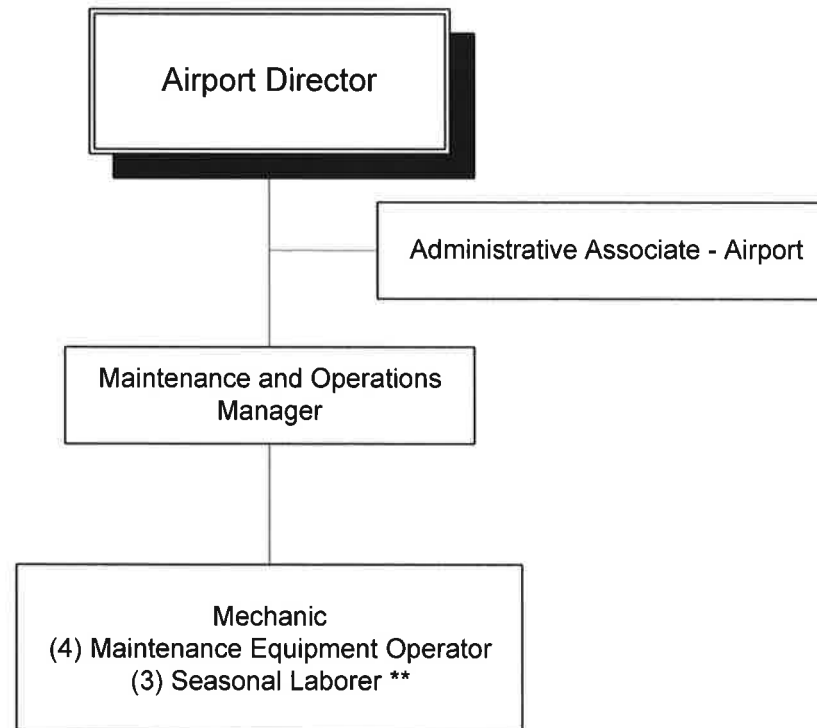 Airport Director
Administrative Associate - Airport
Maintenance and Operations
Manager
Mechanic
(4) Maintenance Equipment Operator
(3) Seasonal Laborer **